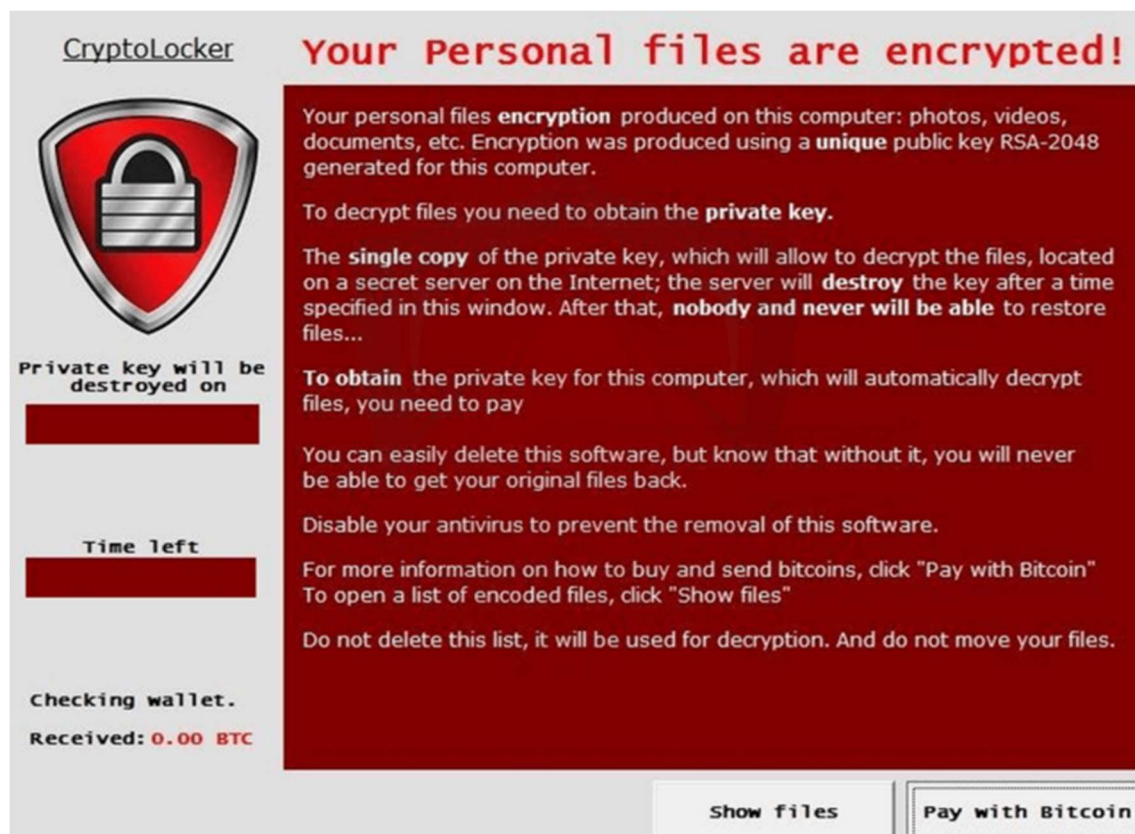 CryptoLocker
Your Personal files are encrypted!
Your personal files encryption produced on this computer: photos, videos,
documents, etc. Encryption was produced using a unique public key RSA-2048
generated for this computer.
To decrypt files you need to obtain the private key.
The single copy of the private key, which will allow to decrypt the files, located
on a secret server on the Internet; the server will destroy the key after a time
specified in this window. After that, nobody and never will be able to restore
files...
To obtain the private key for this computer, which will automatically decrypt
files, you need to pay
You can easily delete this software, but know that without it, you will never
be able to get your original files back.
Disable your antivirus to prevent the removal of this software.
For more information on how to buy and send bitcoins, click "Pay with Bitcoin"
To open a list of encoded files, click "Show files"
Do not delete this list, it will be used for decryption. And do not move your files.
Private key will be
destroyed on
Time left
Checking wallet.
Received: 0.00 BTC
Show files
Pay with Bitcoin